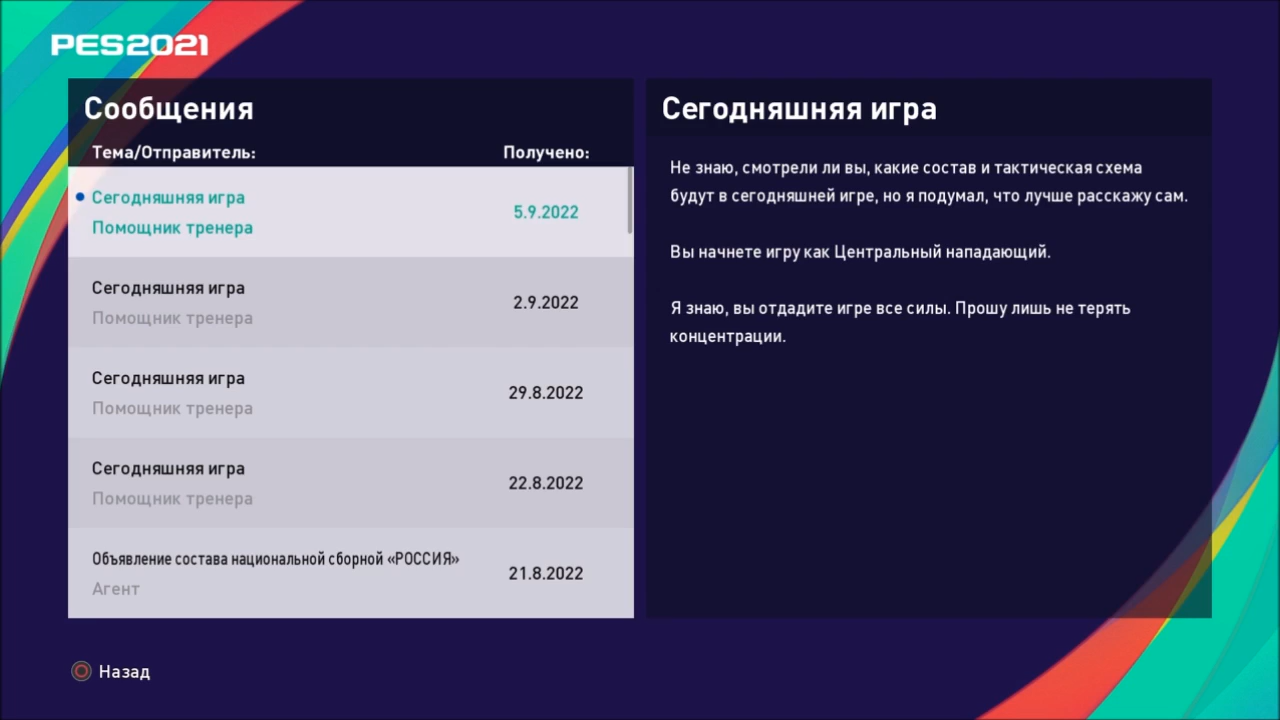 PES2021
Сообщения
Тема/Отправитель:
Получено:
Сегодняшняя игра
Помощник тренера
5.9.2022
Сегодняшняя игра
Помощник тренера
2.9.2022
Сегодняшняя игра
Помощник тренера
29.8.2022
Сегодняшняя игра
Помощник тренера
22.8.2022
Объявление состава национальной сборной «РОССИЯ»
Агент
21.8.2022
Сегодняшняя игра
Не знаю, смотрели ли вы, какие состав и тактическая схема
будут в сегодняшней игре, но я подумал, что лучше расскажу сам.
Вы начнете игру как Центральный нападающий.
Я знаю, вы отдадите игре все силы. Прошу лишь не терять
концентрации.
Назад